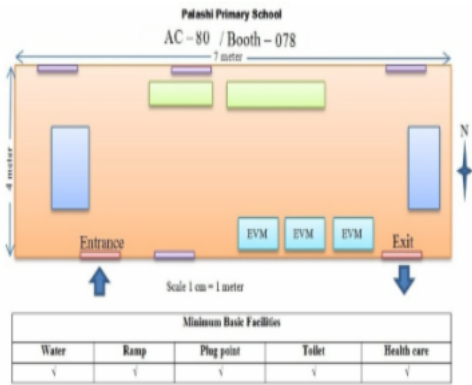 Palashi Primary School
AC – 80 / Booth – 078
7 meter
4 meter
N
EVM EVM EVM
Entrance
Exit
Scale 1 cm = 1 meter
Minimum Basic Facilities
Water Ramp Plug point Toilet Health care
√ √ √ √ √